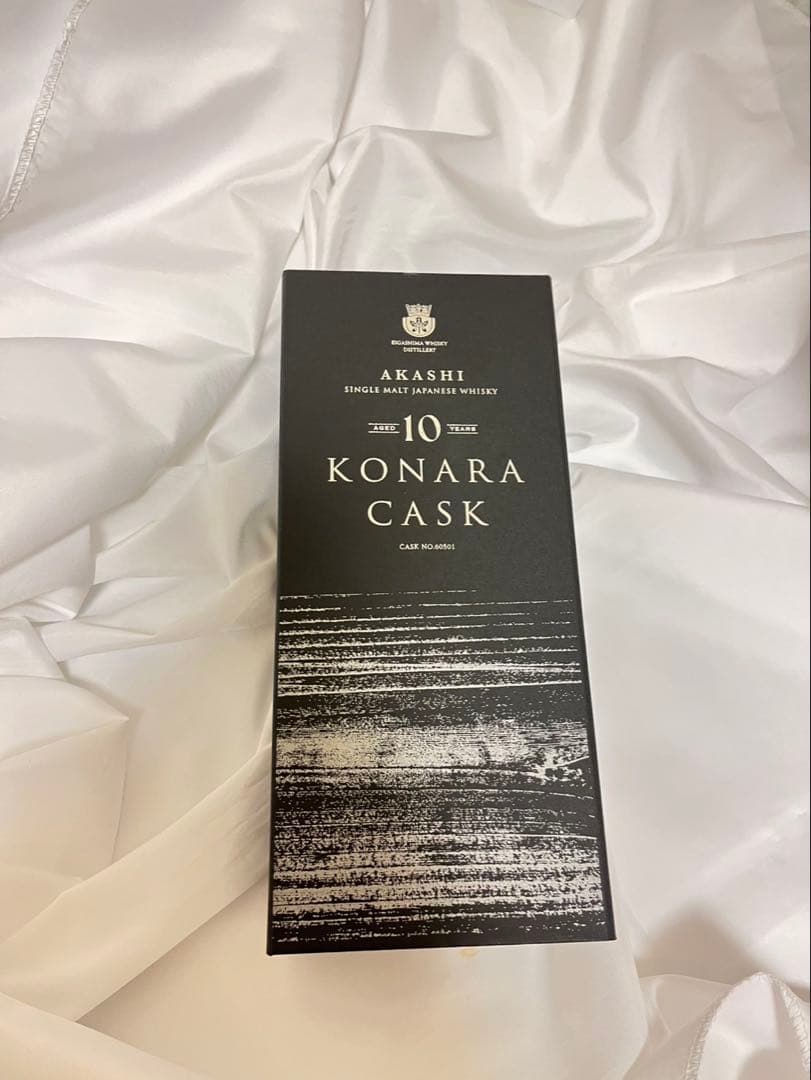 EIGASHIMA WHISKY
DISTILLERY
AKASHI
SINGLE MALT JAPANESE WHISKY
AGED 10 YEARS
KONARA
CASK
CASK NO.60501